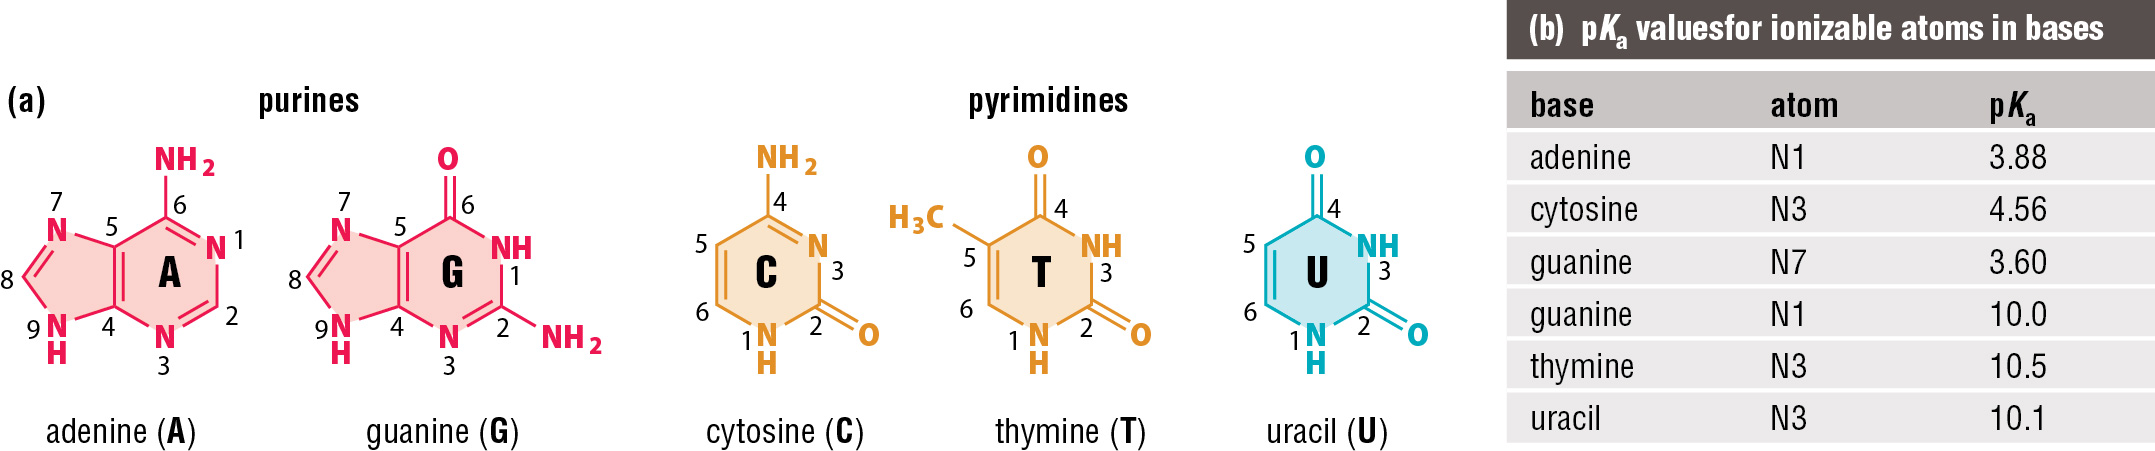 (a) purines pyrimidines
NH2 O NH2 O O
7 6 7 6 4 H3C 4 4
N 5 N 1 N 5 NH 5 N 5 NH 5 NH
8 A 8 G 1 C 3 T 3 U 3
9 N 4 N 2 9 N 4 N 2 NH2 6 1 N 2 O 6 1 N 2 O 6 1 N 2 O
H 3 H 3 H H H
adenine (A) guanine (G) cytosine (C) thymine (T) uracil (U)
(b) pKa valuesfor ionizable atoms in bases
base atom pKa
adenine N1 3.88
cytosine N3 4.56
guanine N7 3.60
guanine N1 10.0
thymine N3 10.5
uracil N3 10.1